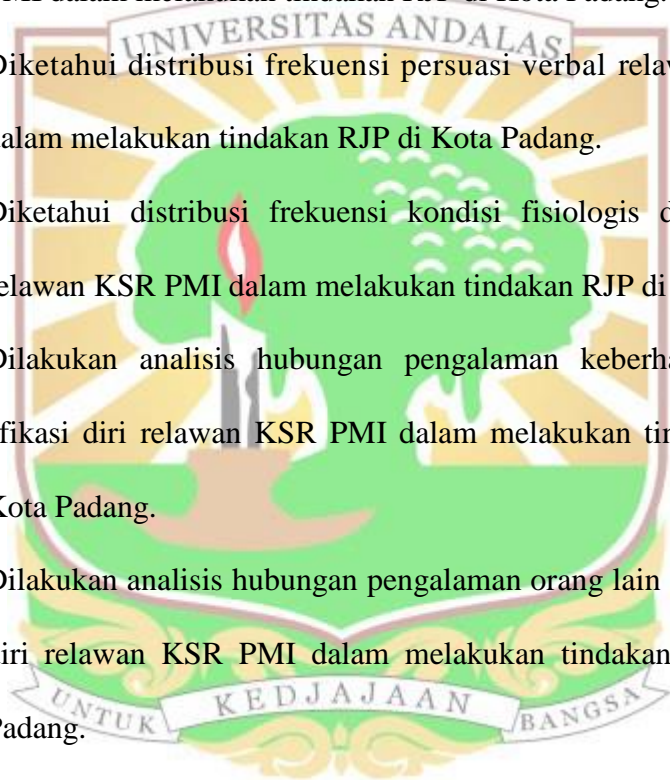 MI dalam melakukan tindakan RJP di Kota Padang.
UNIVERSITAS ANDALAS
Diketahui distribusi frekuensi persuasi verbal rela
dalam melakukan tindakan RJP di Kota Padang.
Diketahui distribusi frekuensi kondisi fisiologis d
relawan KSR PMI dalam melakukan tindakan RJP di
Dilakukan analisis hubungan pengalaman keberha
efikasi diri relawan KSR PMI dalam melakukan tin
Kota Padang.
Dilakukan analisis hubungan pengalaman orang lain
diri relawan KSR PMI dalam melakukan tindakan
UNTUK KEDJAJAAN BANGSA
Padang.